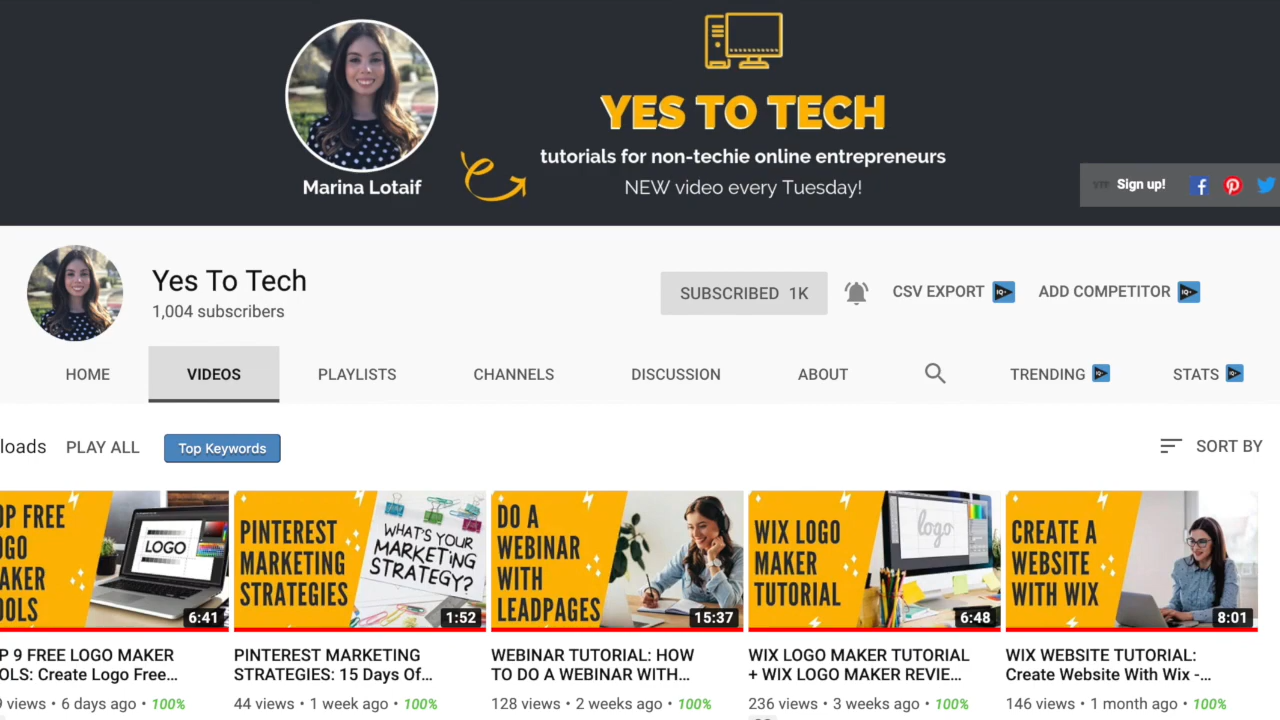 YES TO TECH
tutorials for non-techie online entrepreneurs
NEW video every Tuesday!
Marina Lotaif
Sign up!
Yes To Tech
1,004 subscribers
SUBSCRIBED 1K
CSV EXPORT IQ+
ADD COMPETITOR IQ+
HOME
VIDEOS
PLAYLISTS
CHANNELS
DISCUSSION
ABOUT
TRENDING
STATS
loads
PLAY ALL
Top Keywords
SORT BY
OP FREE
OGO
AKER
OOLS
LOGO
6:41
PINTEREST
MARKETING
STRATEGIES
WHAT'S YOUR
MARKETING
STRATEGY?
1:52
DO A
WEBINAR
WITH
LEADPAGES
15:37
WIX LOGO
MAKER
TUTORIAL
logo
6:48
CREATE A
WEBSITE
WITH WIX
8:01
P 9 FREE LOGO MAKER
OLS: Create Logo Free...
9 views • 6 days ago • 100%
PINTEREST MARKETING
STRATEGIES: 15 Days Of...
44 views • 1 week ago • 100%
WEBINAR TUTORIAL: HOW
TO DO A WEBINAR WITH...
128 views • 2 weeks ago • 100%
WIX LOGO MAKER TUTORIAL
+ WIX LOGO MAKER REVIE...
236 views • 3 weeks ago • 100%
WIX WEBSITE TUTORIAL:
Create Website With Wix -...
146 views • 1 month ago • 100%